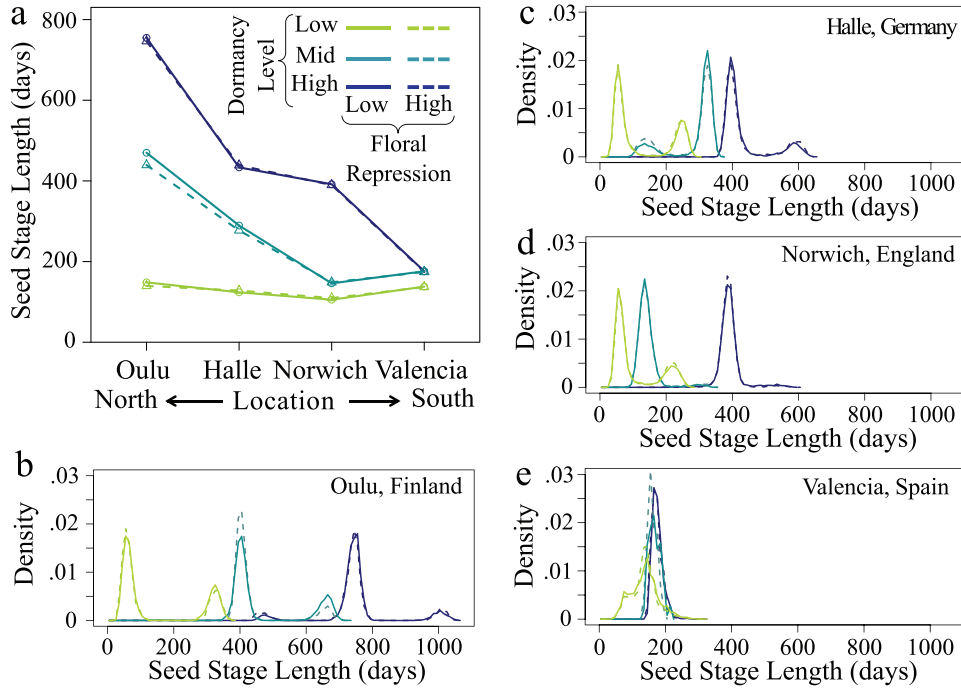 a
Seed Stage Length (days)
800
600
400
200
0
Dormancy
Level
Low
Mid
High
Low High
Floral
Repression
Oulu Halle Norwich Valencia
North Location South
b
Oulu, Finland
Density
.03
.02
.01
0
0 200 400 600 800 1000
Seed Stage Length (days)
c
Halle, Germany
Density
.03
.02
.01
0
0 200 400 600 800 1000
Seed Stage Length (days)
d
Norwich, England
Density
.03
.02
.01
0
0 200 400 600 800 1000
Seed Stage Length (days)
e
Valencia, Spain
Density
.03
.02
.01
0
0 200 400 600 800 1000
Seed Stage Length (days)